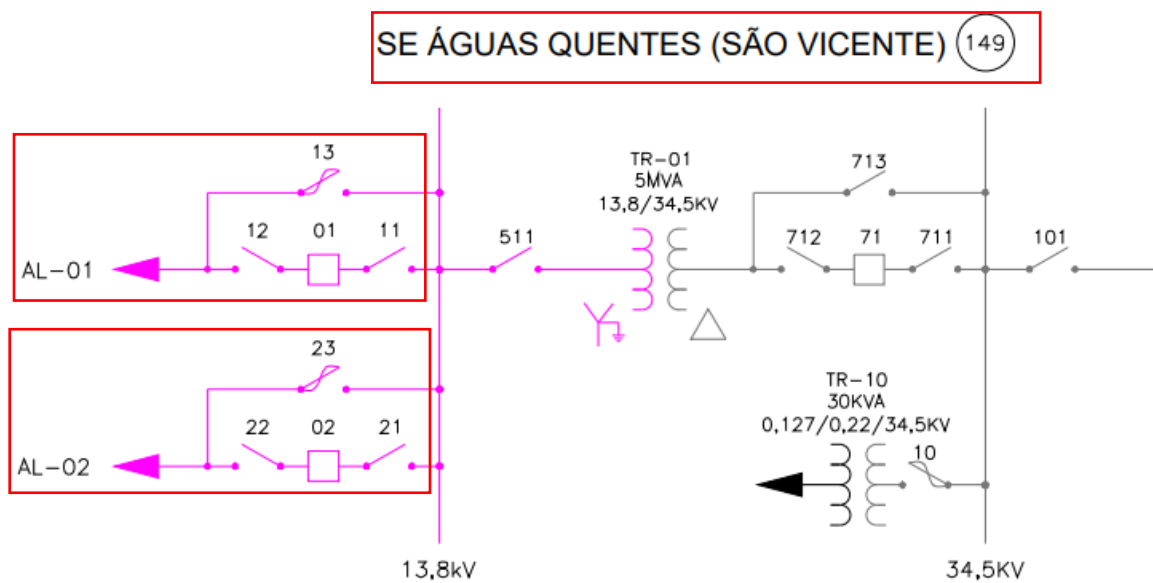 SE ÁGUAS QUENTES (SÃO VICENTE) 149
13
12 01 11
AL-01
511
TR-01
5MVA
13,8/34,5KV
713
712 71 711
101
23
22 02 21
AL-02
TR-10
30KVA
0,127/0,22/34,5KV
10
13,8kV
34,5KV